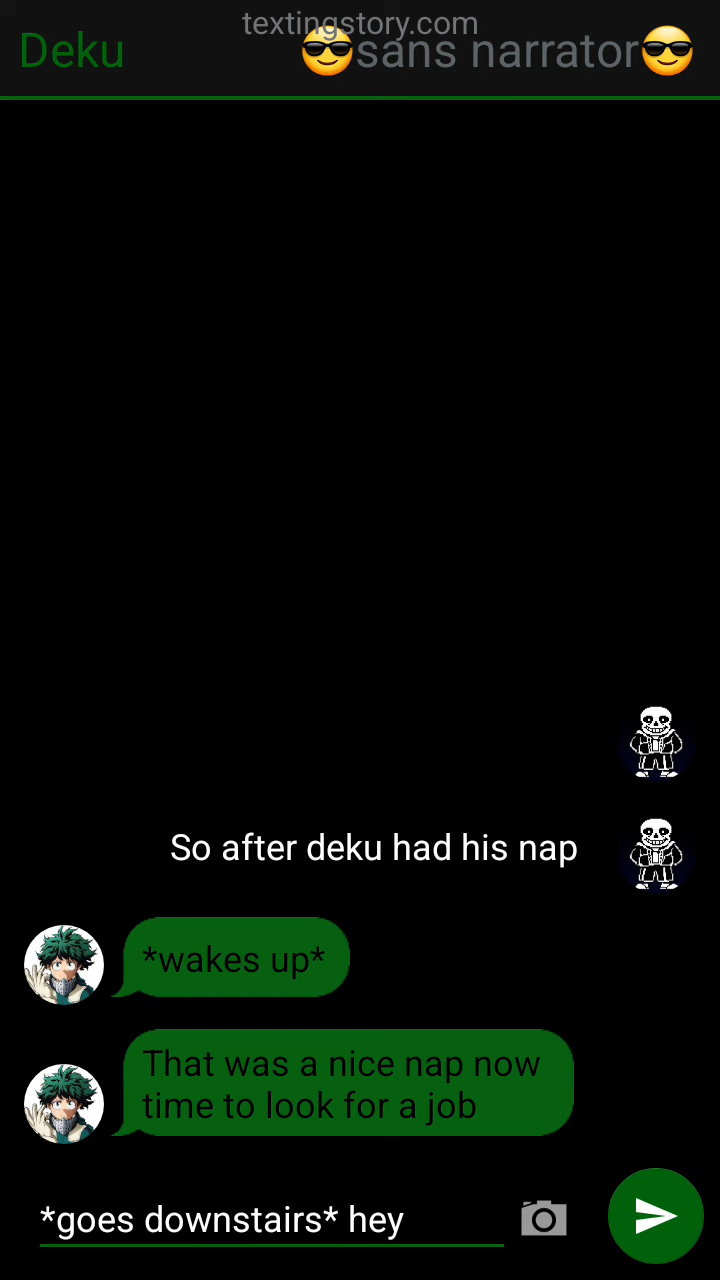 textingstory.com
Deku
😎sans narrator😎
So after deku had his nap
*wakes up*
That was a nice nap now
time to look for a job
*goes downstairs* hey